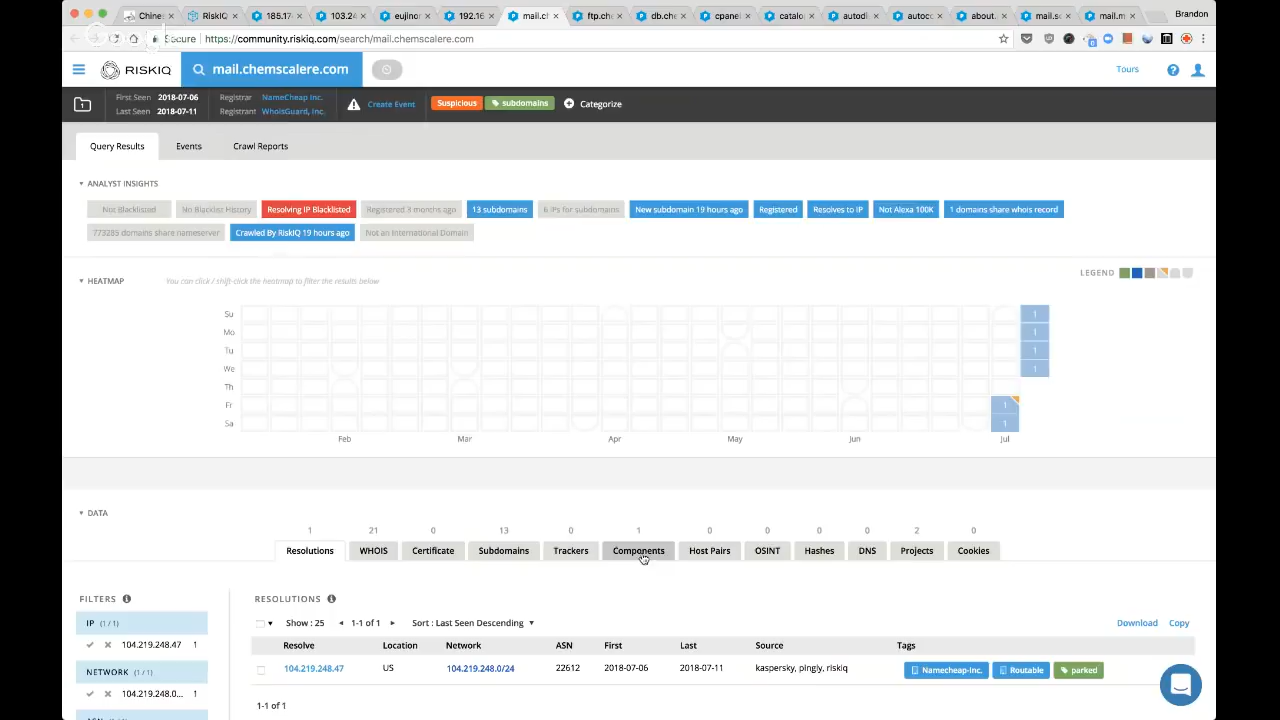 Chines
RiskIQ
185.17
103.2
eujino
192.16
mail.c
ftp.che
db.che
cpanel
catalo
autodi
autoco
about.
mail.sc
mail.m
Brandon
Secure https://community.riskiq.com/search/mail.chemscalere.com
RISKIQ
mail.chemscalere.com
Tours
First Seen 2018-07-06
Last Seen 2018-07-11
Registrar NameCheap Inc.
Registrant WhoisGuard, Inc.
Create Event
Suspicious
subdomains
Categorize
Query Results
Events
Crawl Reports
ANALYST INSIGHTS
Not Blacklisted
No Blacklist History
Resolving IP Blacklisted
Registered 3 months ago
13 subdomains
6 IPs for subdomains
New subdomain 19 hours ago
Registered
Resolves to IP
Not Alexa 100K
1 domains share whois record
773285 domains share nameserver
Crawled By RiskIQ 19 hours ago
Not an International Domain
HEATMAP
You can click / shift-click the heatmap to filter the results below
LEGEND
Su 1
Mo 1
Tu 1
We 1
Th
Fr 1
Sa 1
Feb Mar Apr May Jun Jul
DATA
1 21 0 13 0 1 0 0 0 0 2 0
Resolutions WHOIS Certificate Subdomains Trackers Components Host Pairs OSINT Hashes DNS Projects Cookies
FILTERS
IP (1 / 1)
104.219.248.47 1
NETWORK (1 / 1)
104.219.248.0... 1
ASN
RESOLUTIONS
Show : 25 1-1 of 1 Sort : Last Seen Descending
Download Copy
Resolve Location Network ASN First Last Source Tags
104.219.248.47 US 104.219.248.0/24 22612 2018-07-06 2018-07-11 kaspersky, pingly, riskiq Namecheap-Inc. Routable parked
1-1 of 1